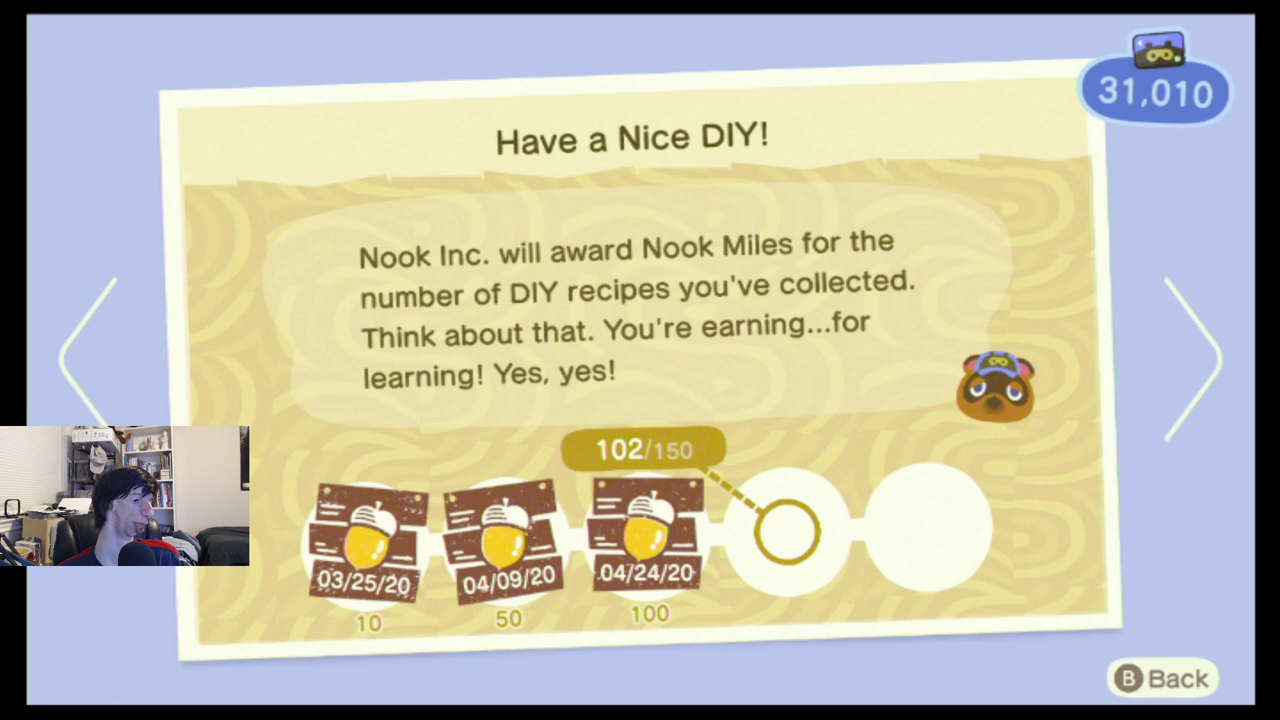 31,010
Have a Nice DIY!
Nook Inc. will award Nook Miles for the
number of DIY recipes you've collected.
Think about that. You're earning...for
learning! Yes, yes!
102/150
03/25/20
04/09/20
04/24/20
10
50
100
B Back